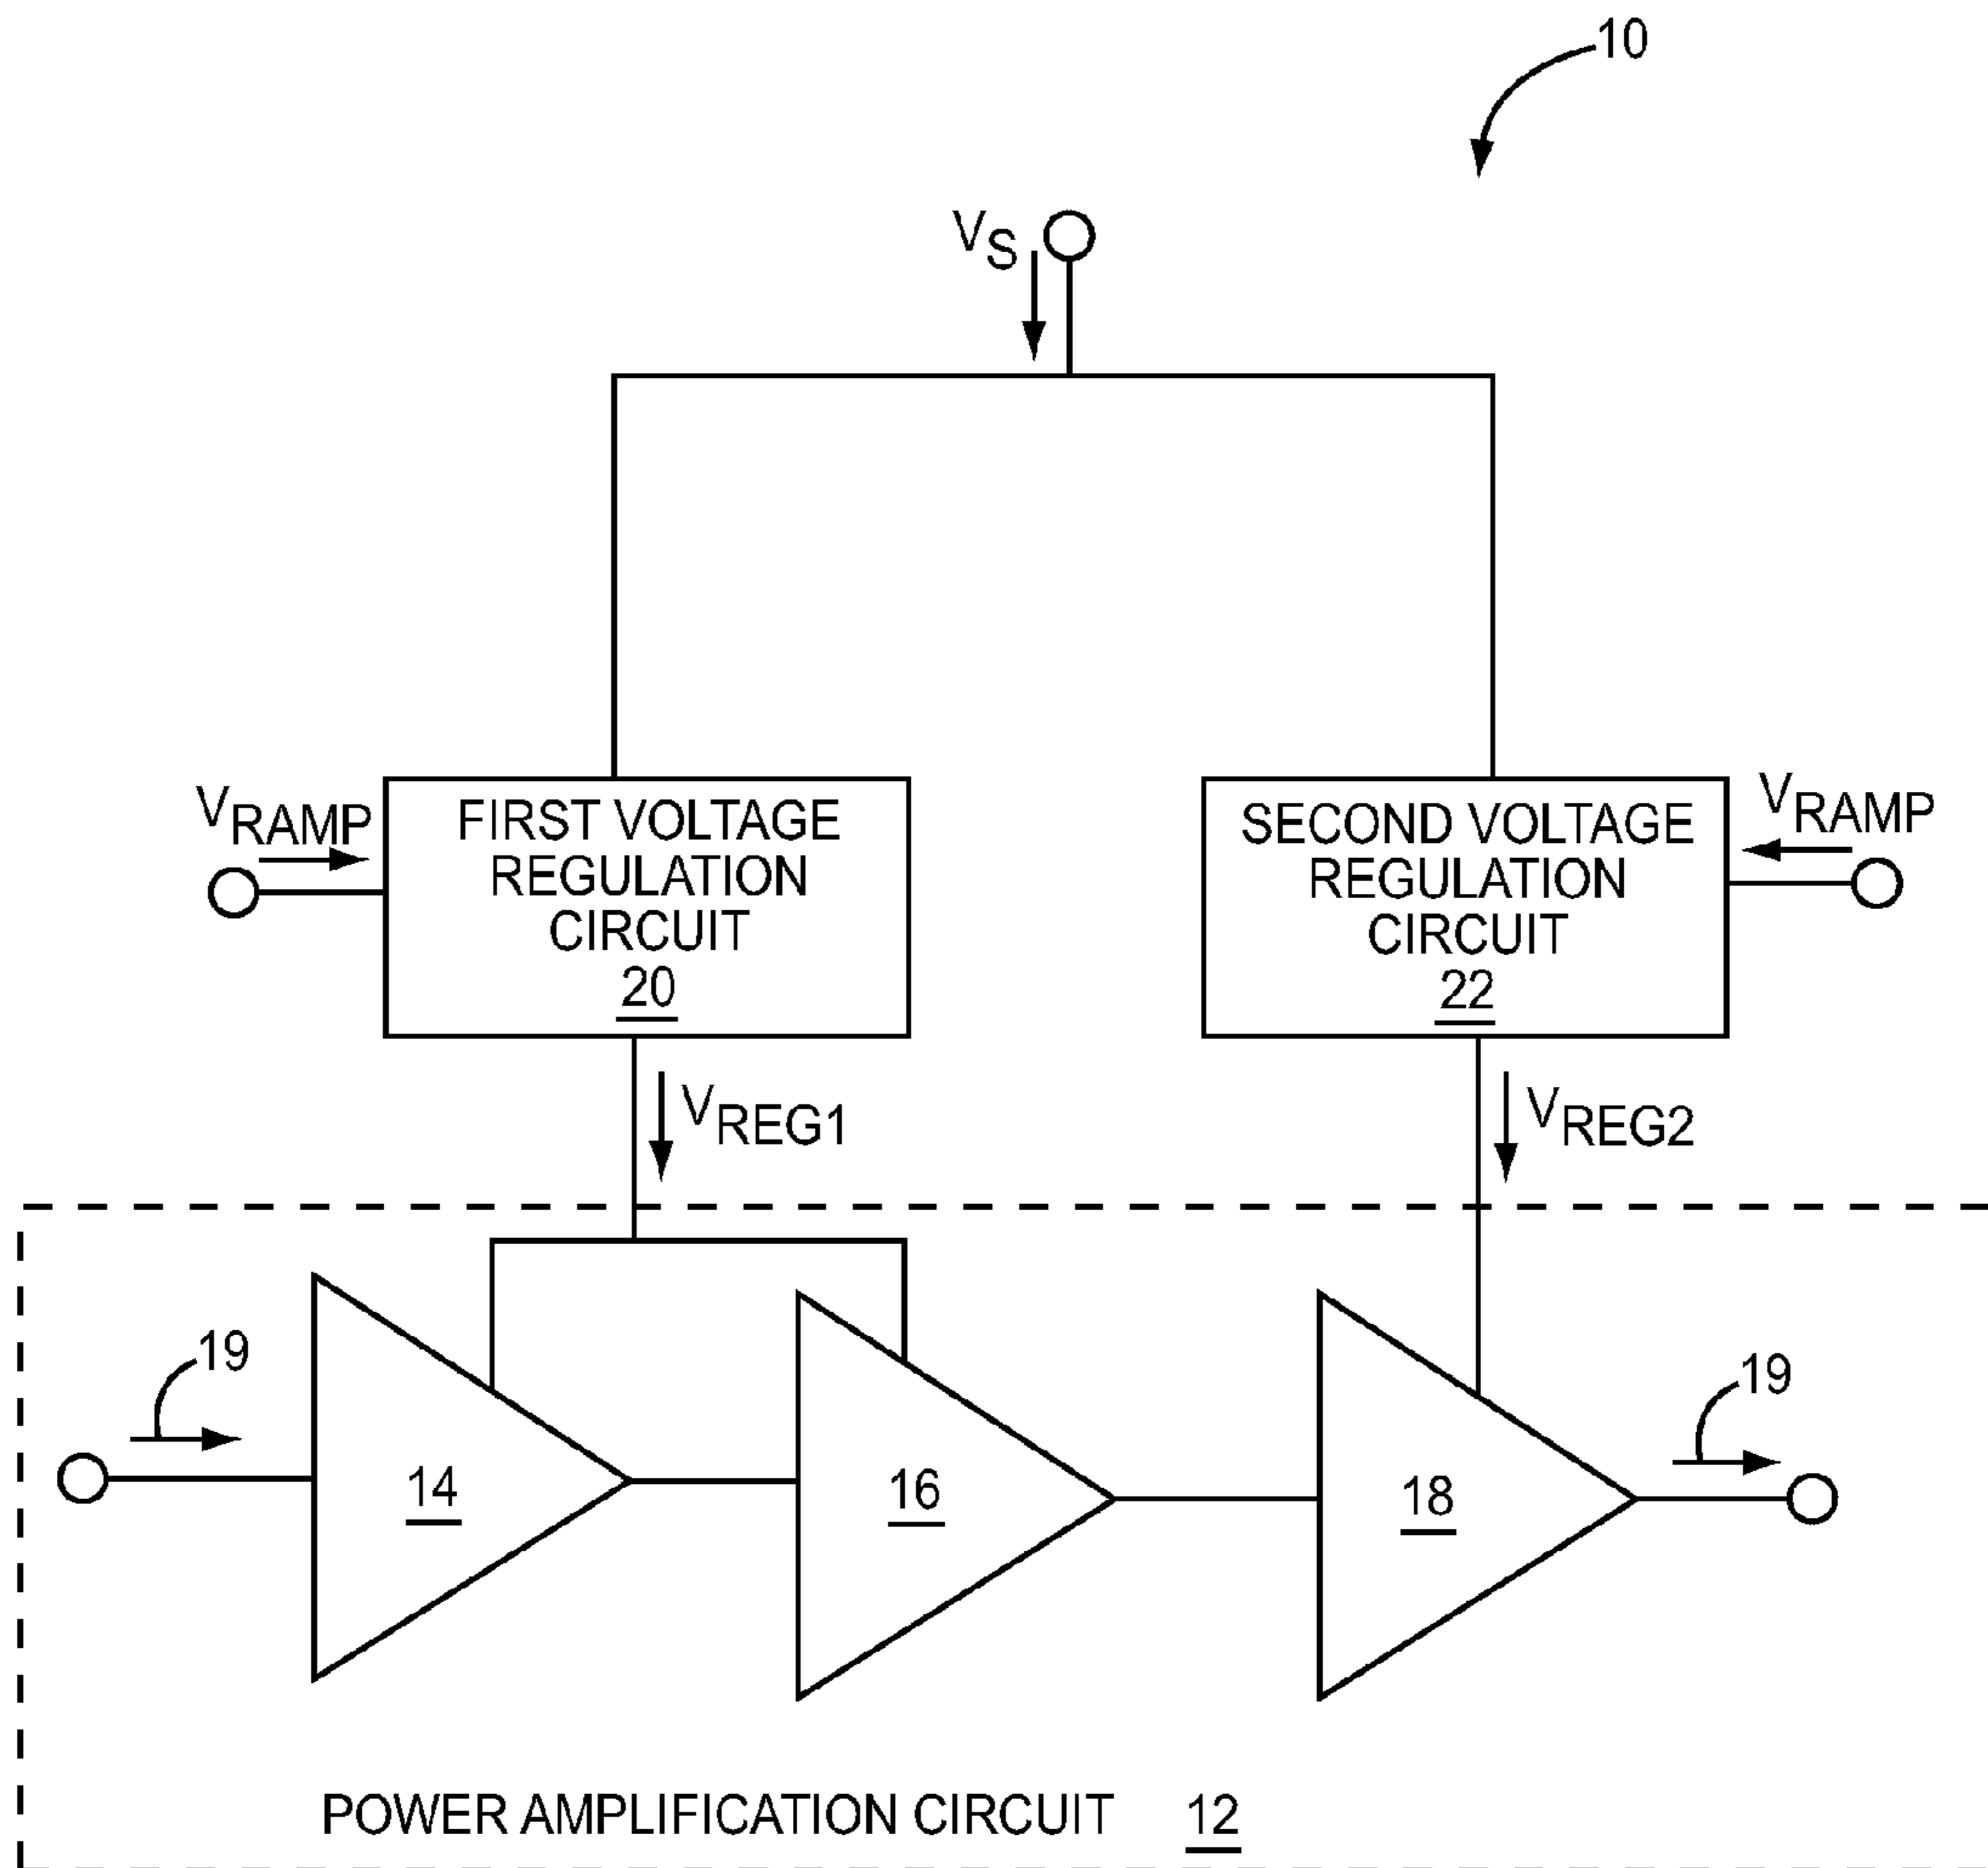 10
VS
VRAMP
FIRST VOLTAGE
REGULATION
CIRCUIT
20
SECOND VOLTAGE
REGULATION
CIRCUIT
22
VRAMP
VREG1
VREG2
19
14
16
18
19
POWER AMPLIFICATION CIRCUIT 12